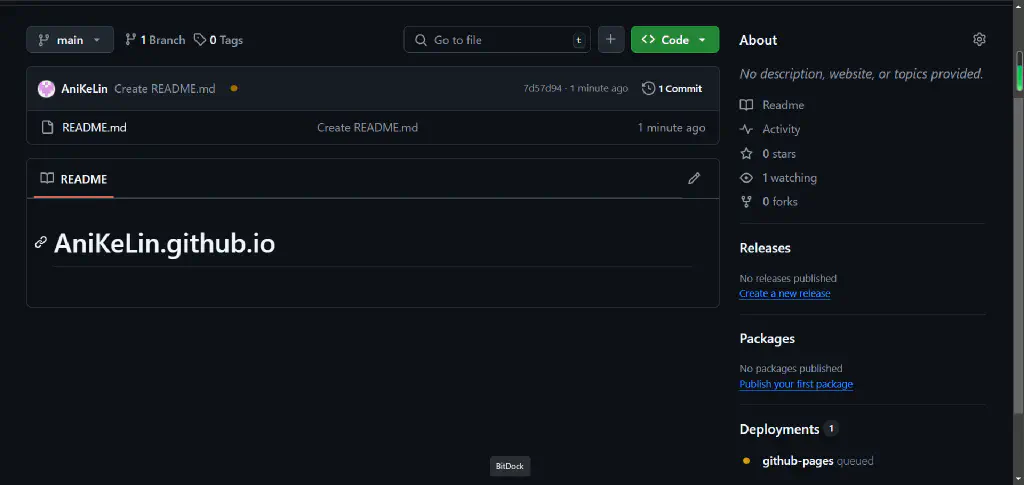 main 1 Branch 0 Tags Go to file t Code
AniKeLin Create README.md 7d57d94 · 1 minute ago 1 Commit
README.md Create README.md 1 minute ago
README
AniKeLin.github.io
About
No description, website, or topics provided.
Readme
Activity
0 stars
1 watching
0 forks
Releases
No releases published
Create a new release
Packages
No packages published
Publish your first package
Deployments 1
github-pages queued
BitDock